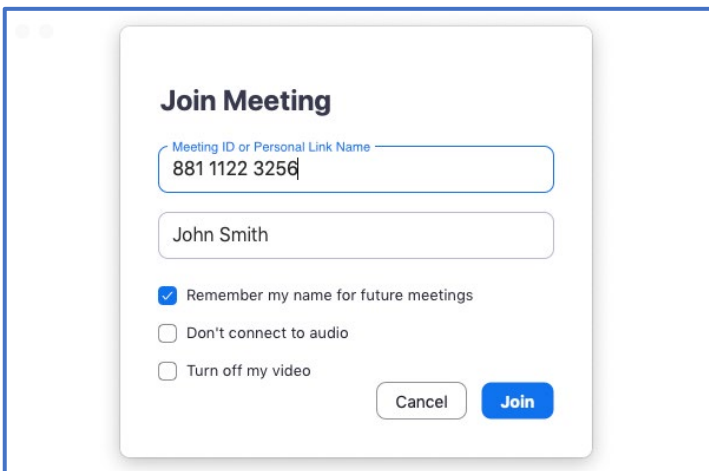 Join Meeting
Meeting ID or Personal Link Name
881 1122 3256
John Smith
Remember my name for future meetings
Don't connect to audio
Turn off my video
Cancel Join